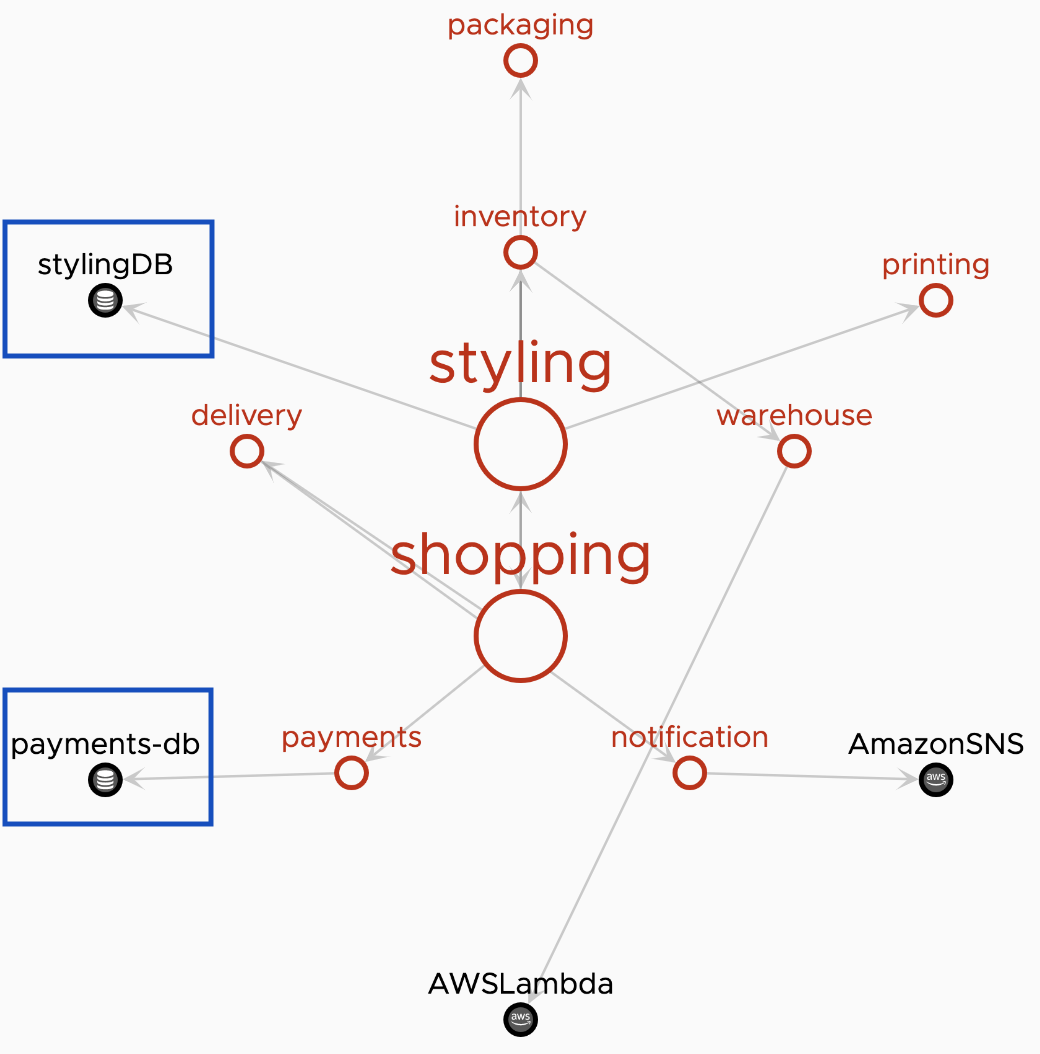 packaging
inventory
stylingDB
printing
styling
delivery
warehouse
shopping
payments-db
payments
notification
AmazonSNS
aws
AWSLambda
aws